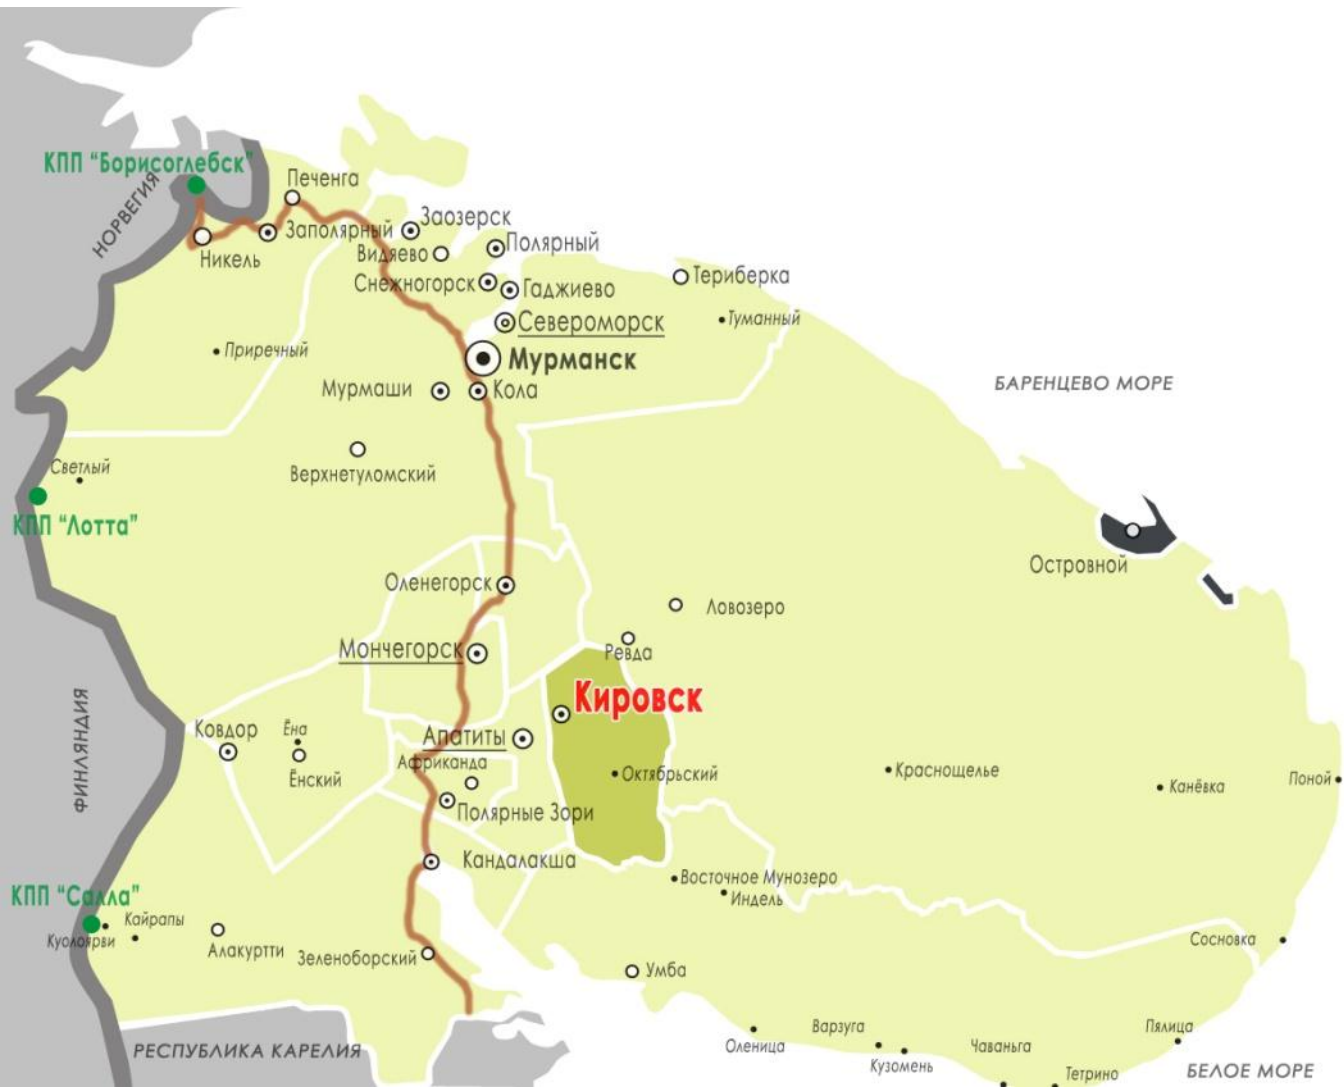 КПП “Борисоглебск”
НОРВЕГИЯ
Печенга
Заполярный
Никель
Заозерск
Видяево
Полярный
Снежногорск
Гаджиево
Териберка
Туманный
Североморск
Приречный
Мурманск
Мурмаши
Кола
БАРЕНЦЕВО МОРЕ
Верхнетуломский
Светлый
КПП “Лотта”
Островной
Оленегорск
Ловозеро
Ревда
Мончегорск
Кировск
ФИНЛЯНДИЯ
Ковдор
Ёна
Ёнский
Апатиты
Африканда
Октябрьский
Краснощелье
Канёвка
Поной
Полярные Зори
Кандалакша
Восточное Мунозеро
Индель
КПП “Салла”
Кайрапы
Куолоярви
Алакуртти
Зеленоборский
Сосновка
Умба
Оленица
Варзуга
Кузомень
Чаваньга
Пялица
Тетрино
РЕСПУБЛИКА КАРЕЛИЯ
БЕЛОЕ МОРЕ